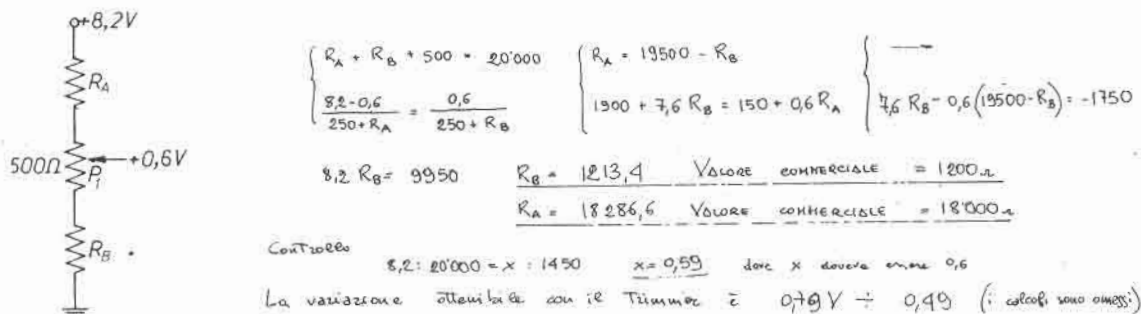 +8,2V
R_A
500Ω
P₁
+0,6V
R_B
R_A + R_B + 500 = 20'000
(8,2-0,6)/(250+R_A) = 0,6/(250+R_B)
R_A = 19500 - R_B
1900 + 7,6 R_B = 150 + 0,6 R_A
7,6 R_B - 0,6 (19500 - R_B) = -1750
8,2 R_B = 9950
R_B = 1213,4 VALORE COMMERCIALE = 1200 Ω
R_A = 18286,6 VALORE COMMERCIALE = 18'000 Ω
CONTROLLO
8,2 : 20'000 = x : 1450 x = 0,59 dove x doveva essere 0,6
La variazione ottenibile con il Trimmer è 0,79 V ÷ 0,49 (i calcoli sono omessi)